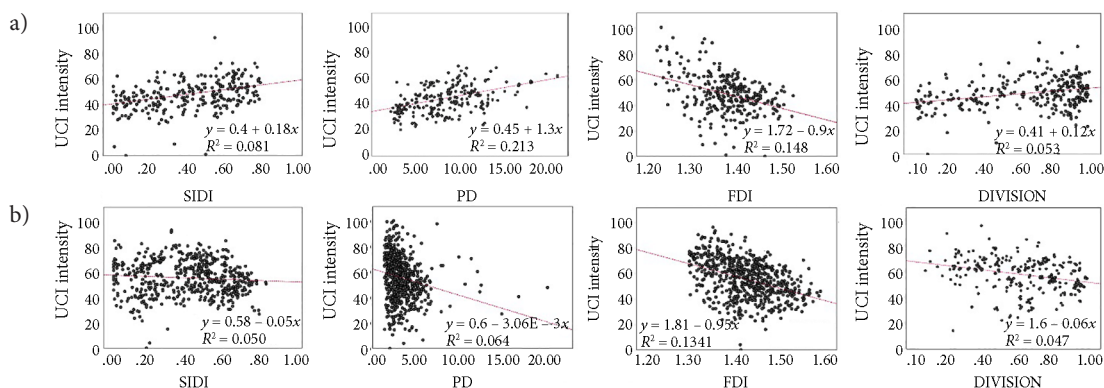 a)
100
80
60
40
20
0
UCI intensity
y = 0.4 + 0.18x
R² = 0.081
.00 .20 .40 .60 .80 1.00
SIDI
100
80
60
40
20
0
UCI intensity
y = 0.45 + 1.3x
R² = 0.213
.00 5.00 10.00 15.00 20.00
PD
100
80
60
40
20
0
UCI intensity
y = 1.72 – 0.9x
R² = 0.148
1.20 1.30 1.40 1.50 1.60
FDI
100
80
60
40
20
0
UCI intensity
y = 0.41 + 0.12x
R² = 0.053
.10 .20 .40 .60 .80 1.00
DIVISION
b)
100
80
60
40
20
0
UCI intensity
y = 0.58 – 0.05x
R² = 0.050
.00 .20 .40 .60 .80 1.00
SIDI
100
80
60
40
20
0
UCI intensity
y = 0.6 – 3.06E – 3x
R² = 0.064
.00 5.00 10.00 15.00 20.00
PD
100
80
60
40
20
0
UCI intensity
y = 1.81 – 0.95x
R² = 0.1341
1.20 1.30 1.40 1.50 1.60
FDI
100
80
60
40
20
0
UCI intensity
y = 1.6 – 0.06x
R² = 0.047
.10 .20 .40 .60 .80 1.00
DIVISION